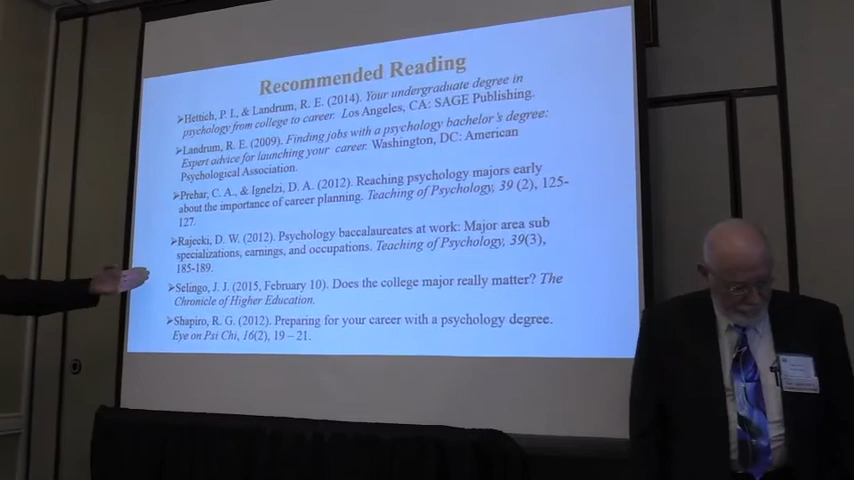 Recommended Reading
➢Hettich, P. I., & Landrum, R. E. (2014). Your undergraduate degree in
psychology from college to career. Los Angeles, CA: SAGE Publishing.
➢Landrum, R. E. (2009). Finding jobs with a psychology bachelor's degree:
Expert advice for launching your career. Washington, DC: American
Psychological Association.
➢Prehar, C. A., & Ignelzi, D. A. (2012). Reaching psychology majors early
about the importance of career planning. Teaching of Psychology, 39 (2), 125-
127.
➢Rajecki, D. W. (2012). Psychology baccalaureates at work: Major area sub
specializations, earnings, and occupations. Teaching of Psychology, 39(3),
185-189.
➢Selingo, J. J. (2015, February 10). Does the college major really matter? The
Chronicle of Higher Education.
➢Shapiro, R. G. (2012). Preparing for your career with a psychology degree.
Eye on Psi Chi, 16(2), 19 – 21.